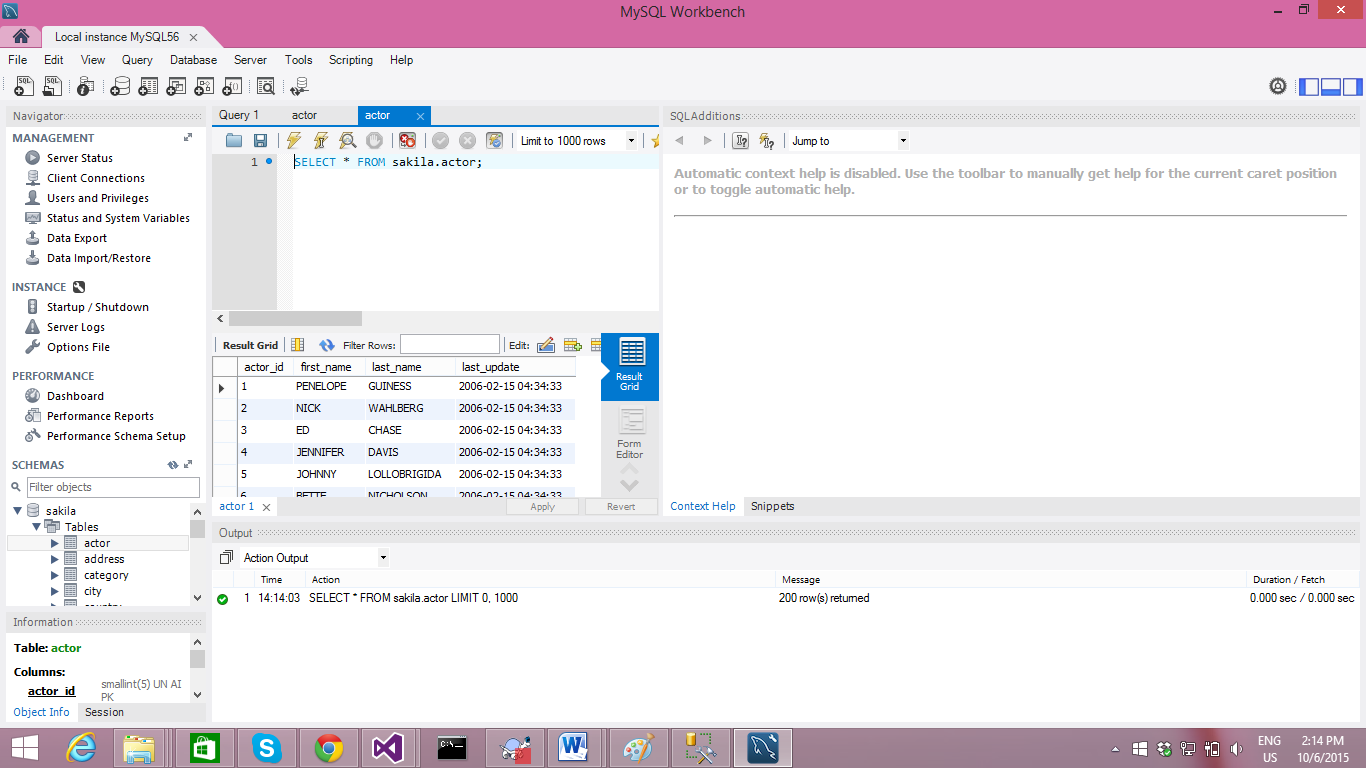 MySQL Workbench
Local instance MySQL56
File Edit View Query Database Server Tools Scripting Help
Navigator
MANAGEMENT
Server Status
Client Connections
Users and Privileges
Status and System Variables
Data Export
Data Import/Restore
INSTANCE
Startup / Shutdown
Server Logs
Options File
PERFORMANCE
Dashboard
Performance Reports
Performance Schema Setup
SCHEMAS
Filter objects
sakila
Tables
actor
address
category
city
country
Information
Table: actor
Columns:
actor_id smallint(5) UN AI
PK
Object Info Session
Query 1 actor actor
Limit to 1000 rows
1 SELECT * FROM sakila.actor;
Result Grid Filter Rows: Edit:
actor_id first_name last_name last_update
1 PENELOPE GUINESS 2006-02-15 04:34:33
2 NICK WAHLBERG 2006-02-15 04:34:33
3 ED CHASE 2006-02-15 04:34:33
4 JENNIFER DAVIS 2006-02-15 04:34:33
5 JOHNNY LOLLOBRIGIDA 2006-02-15 04:34:33
6 BETTE NICHOLSON 2006-02-15 04:34:33
Result
Grid
Form
Editor
actor 1 Apply Revert
SQLAdditions
Jump to
Automatic context help is disabled. Use the toolbar to manually get help for the current caret position
or to toggle automatic help.
Context Help Snippets
Output
Action Output
Time Action Message Duration / Fetch
1 14:14:03 SELECT * FROM sakila.actor LIMIT 0, 1000 200 row(s) returned 0.000 sec / 0.000 sec
ENG
US
2:14 PM
10/6/2015